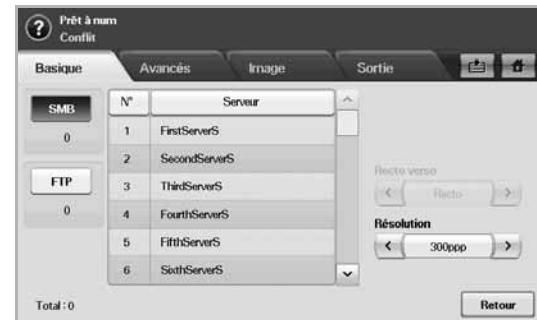 ? Prêt à num
Conflit
Basique Avancés Image Sortie
SMB
0
FTP
0
N° Serveur
1 FirstServerS
2 SecondServerS
3 ThirdServerS
4 FourthServerS
5 FifthServerS
6 SixthServerS
Recto verso
< Recto >
Résolution
< 300ppp >
Total : 0
Retour